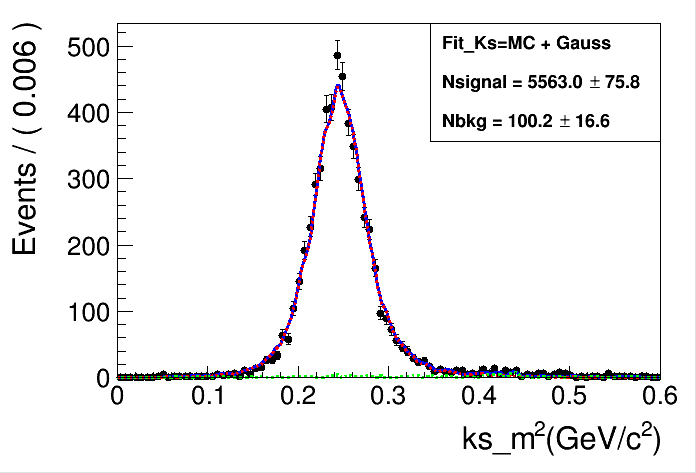 Fit_Ks=MC + Gauss
Nsignal = 5563.0 ± 75.8
Nbkg = 100.2 ± 16.6
Events / ( 0.006 )
500
400
300
200
100
0
0 0.1 0.2 0.3 0.4 0.5 0.6
ks_m²(GeV/c²)